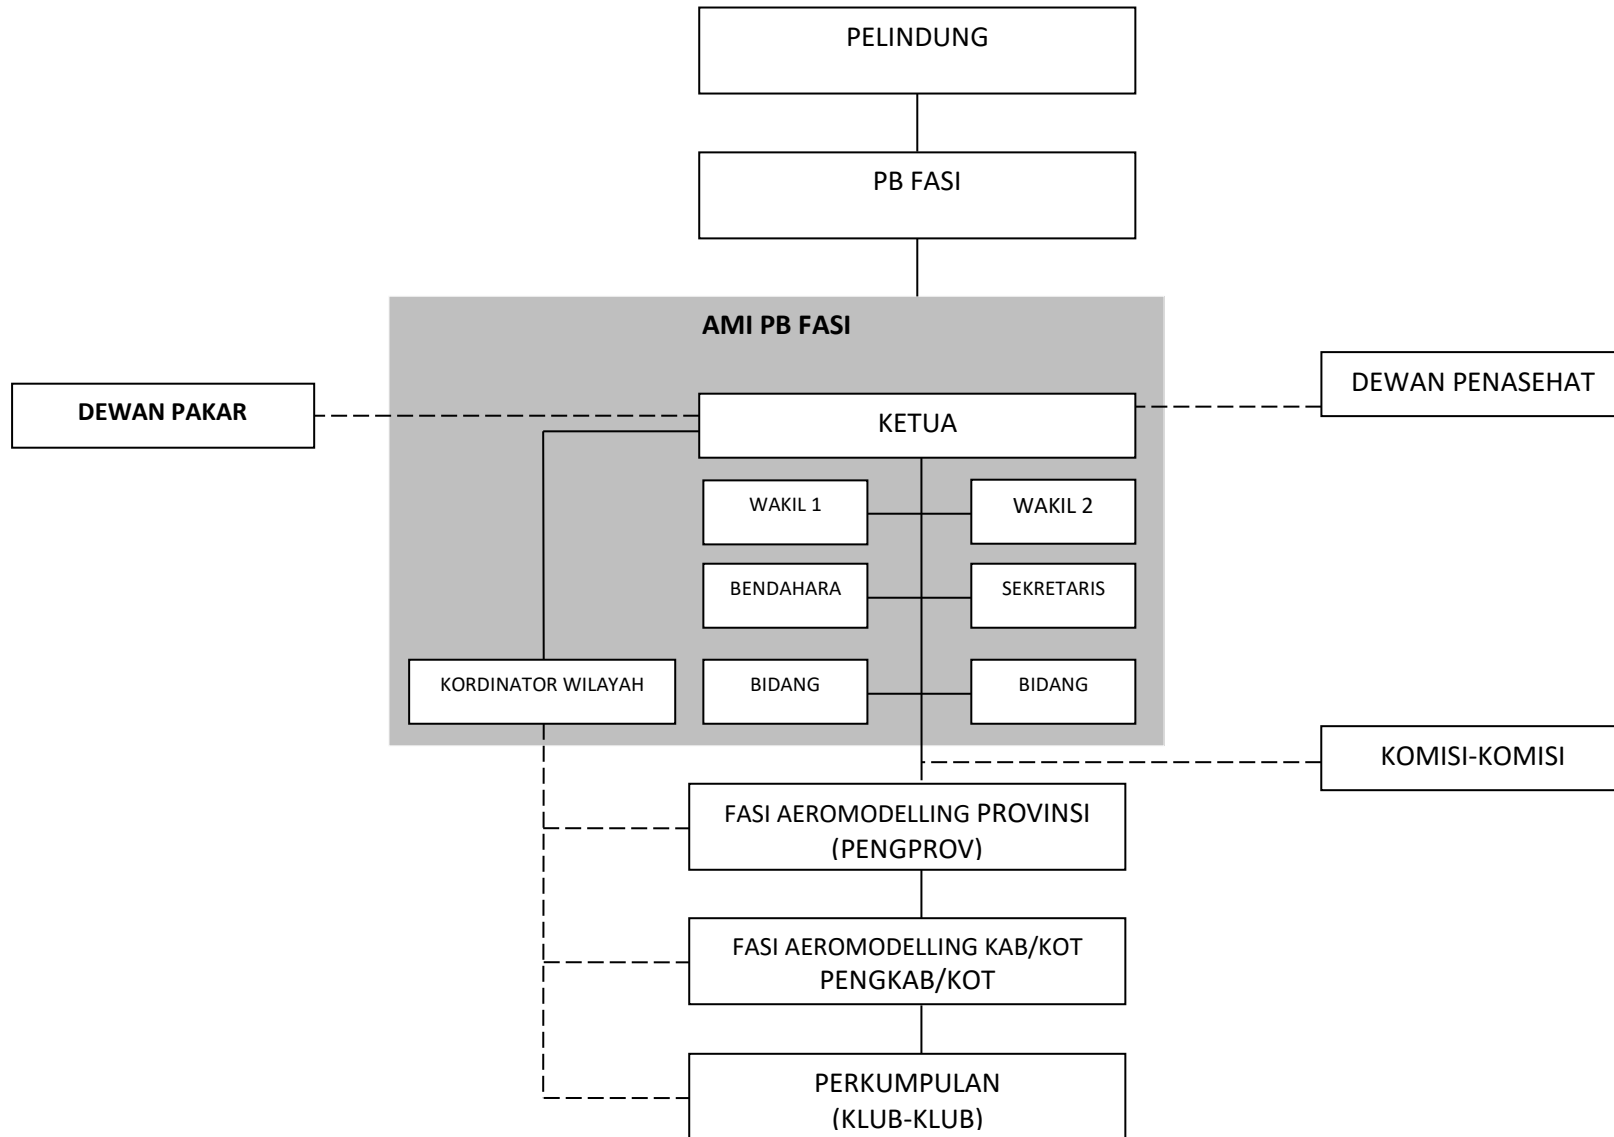 PELINDUNG
PB FASI
AMI PB FASI
DEWAN PENASEHAT
DEWAN PAKAR
KETUA
WAKIL 1
WAKIL 2
BENDAHARA
SEKRETARIS
KORDINATOR WILAYAH
BIDANG
BIDANG
KOMISI-KOMISI
FASI AEROMODELLING PROVINSI
(PENGPROV)
FASI AEROMODELLING KAB/KOT
PENGKAB/KOT
PERKUMPULAN
(KLUB-KLUB)